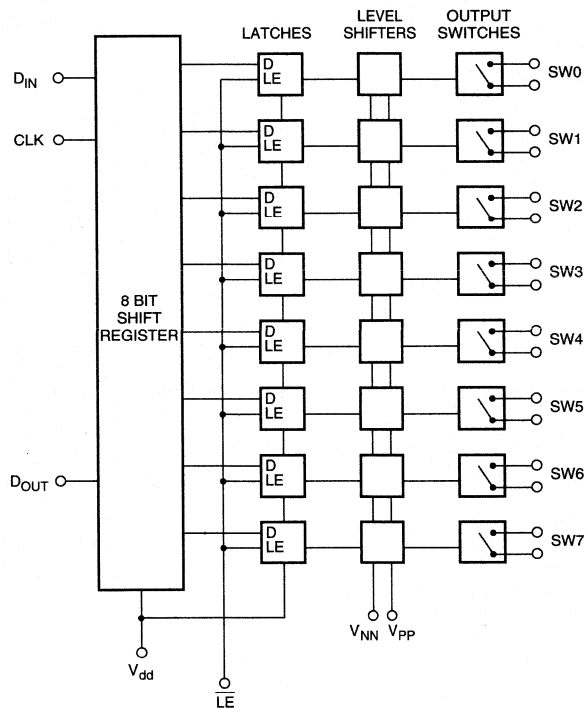 LATCHES
LEVEL
SHIFTERS
OUTPUT
SWITCHES
DIN
CLK
8 BIT
SHIFT
REGISTER
DOUT
D
LE
SW0
D
LE
SW1
D
LE
SW2
D
LE
SW3
D
LE
SW4
D
LE
SW5
D
LE
SW6
D
LE
SW7
VNN
VPP
Vdd
LE